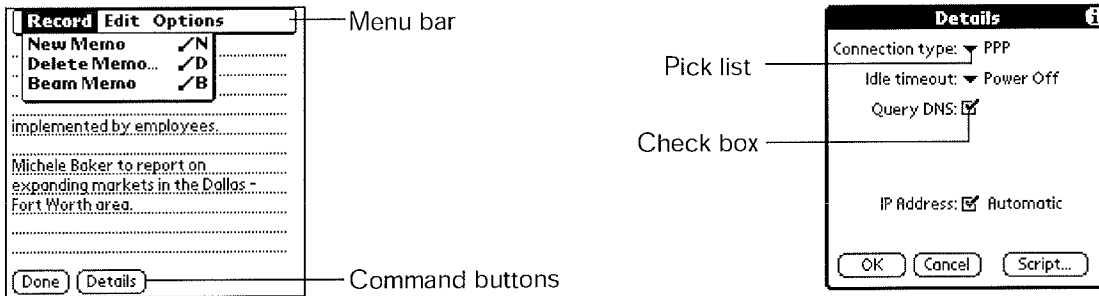 Record Edit Options
New Memo ✓N
Delete Memo... ✓D
Beam Memo ✓B
implemented by employees.
Michele Baker to report on
expanding markets in the Dallas -
Fort Worth area.
Done Details
Menu bar
Command buttons
Pick list
Check box
Details i
Connection type: ▼ PPP
Idle timeout: ▼ Power Off
Query DNS: ☑
IP Address: ☑ Automatic
OK Cancel Script...